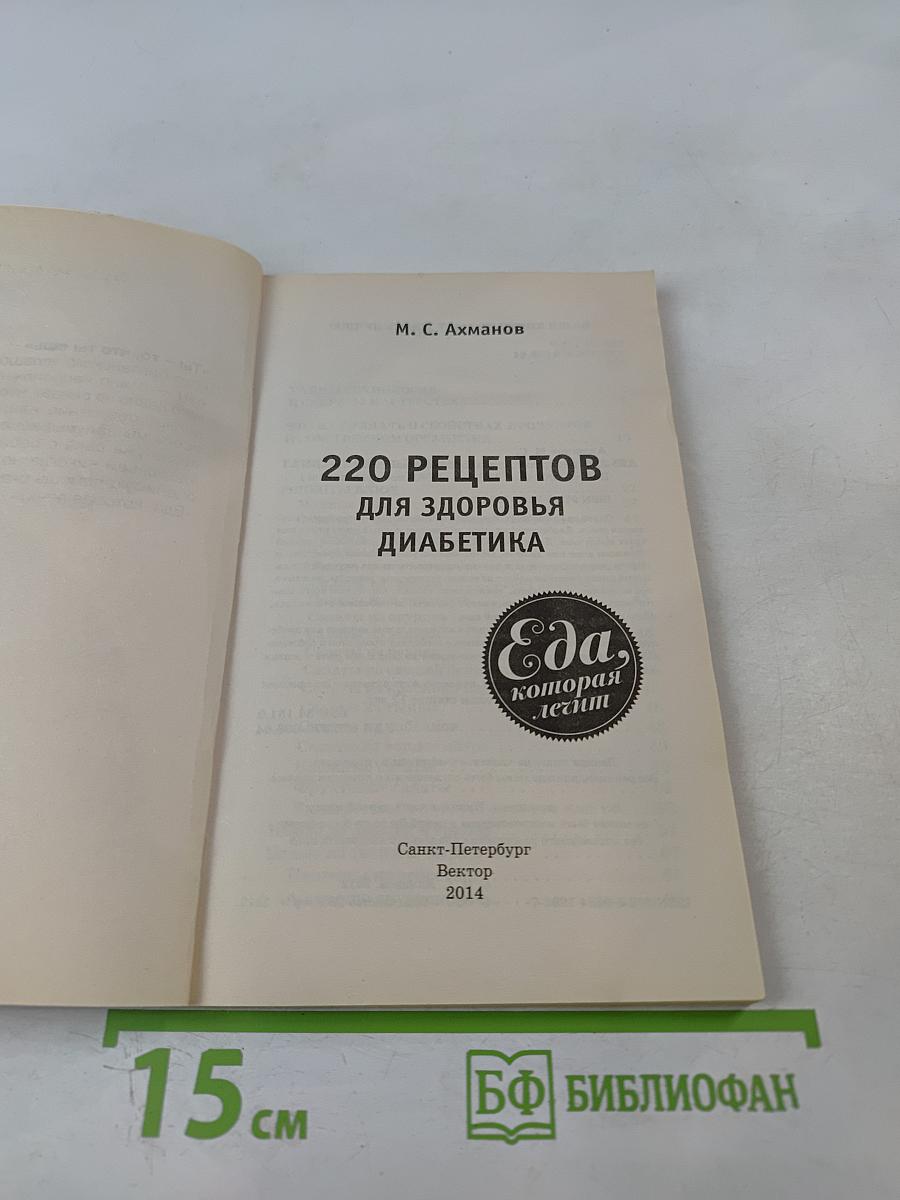 М. С. Ахманов
220 РЕЦЕПТОВ
ДЛЯ ЗДОРОВЬЯ
ДИАБЕТИКА
Еда,
которая
лечит
Санкт-Петербург
Вектор
2014
15 см
БФ БИБЛИОФАН